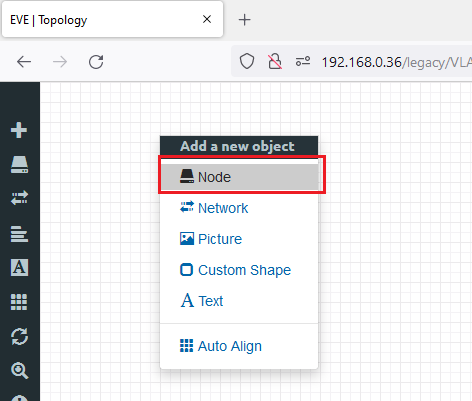 EVE | Topology
192.168.0.36/legacy/VLA
Add a new object
Node
Network
Picture
Custom Shape
A Text
Auto Align